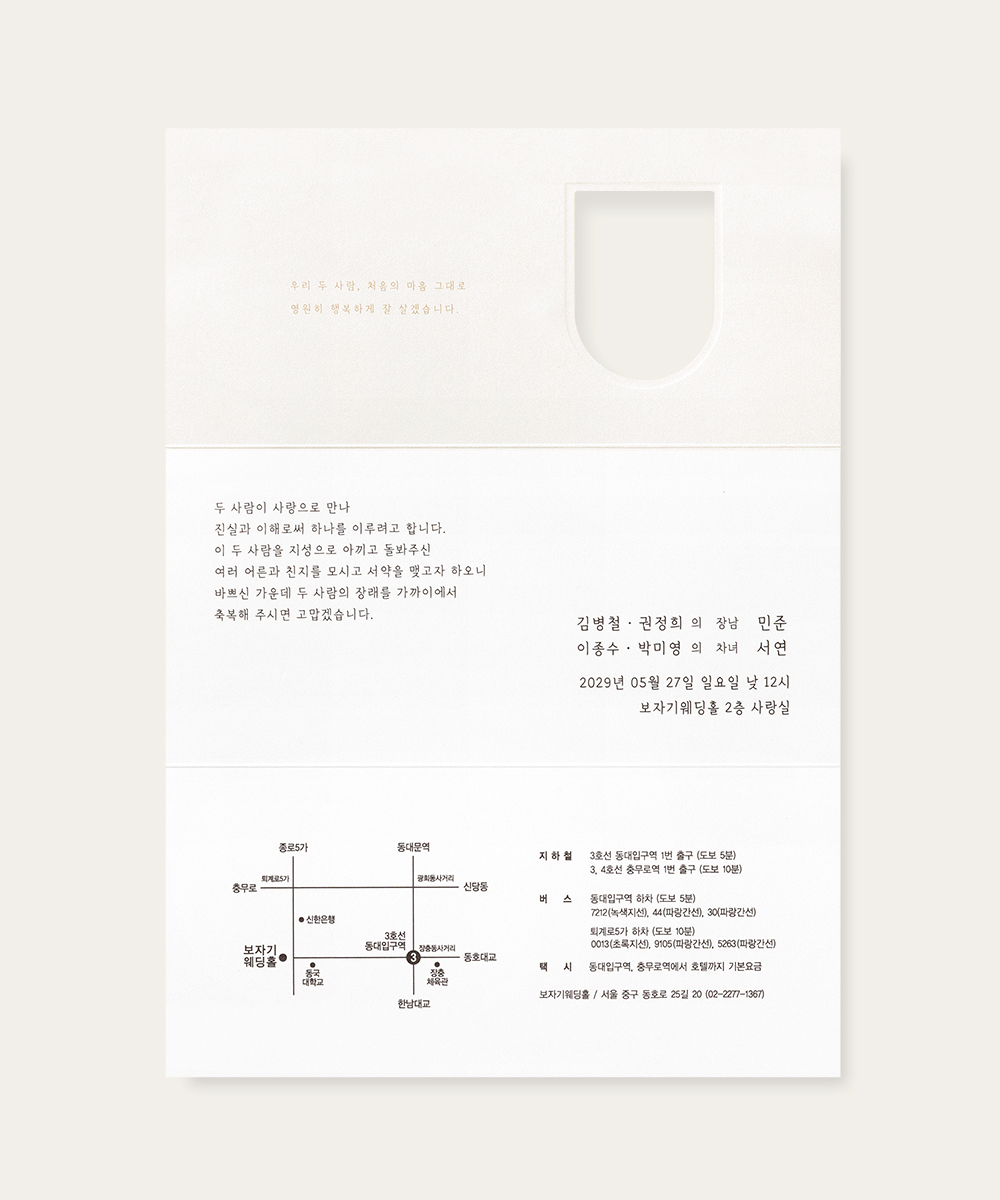 우리 두 사람, 처음의 마음 그대로
영원히 행복하게 잘 살겠습니다.
두 사람이 사랑으로 만나
진실과 이해로써 하나를 이루려고 합니다.
이 두 사람을 지성으로 아끼고 돌봐주신
여러 어른과 친지를 모시고 서약을 맺고자 하오니
바쁘신 가운데 두 사람의 장래를 가까이에서
축복해 주시면 고맙겠습니다.
김병철 · 권정희 의 장남 민준
이종수 · 박미영 의 차녀 서연
2029년 05월 27일 일요일 낮 12시
보자기웨딩홀 2층 사랑실
종로5가
동대문역
퇴계로5가
광희동사거리
충무로
신당동
신한은행
3호선
동대입구역
장충동사거리
보자기
웨딩홀
3
동호대교
동국
대학교
장충
체육관
한남대교
지하철 3호선 동대입구역 1번 출구 (도보 5분)
3, 4호선 충무로역 1번 출구 (도보 10분)
버 스 동대입구역 하차 (도보 5분)
7212(녹색지선), 44(파랑간선), 30(파랑간선)
퇴계로5가 하차 (도보 10분)
0013(초록지선), 9105(파랑간선), 5263(파랑간선)
택 시 동대입구역, 충무로역에서 호텔까지 기본요금
보자기웨딩홀 / 서울 중구 동호로 25길 20 (02-2277-1367)